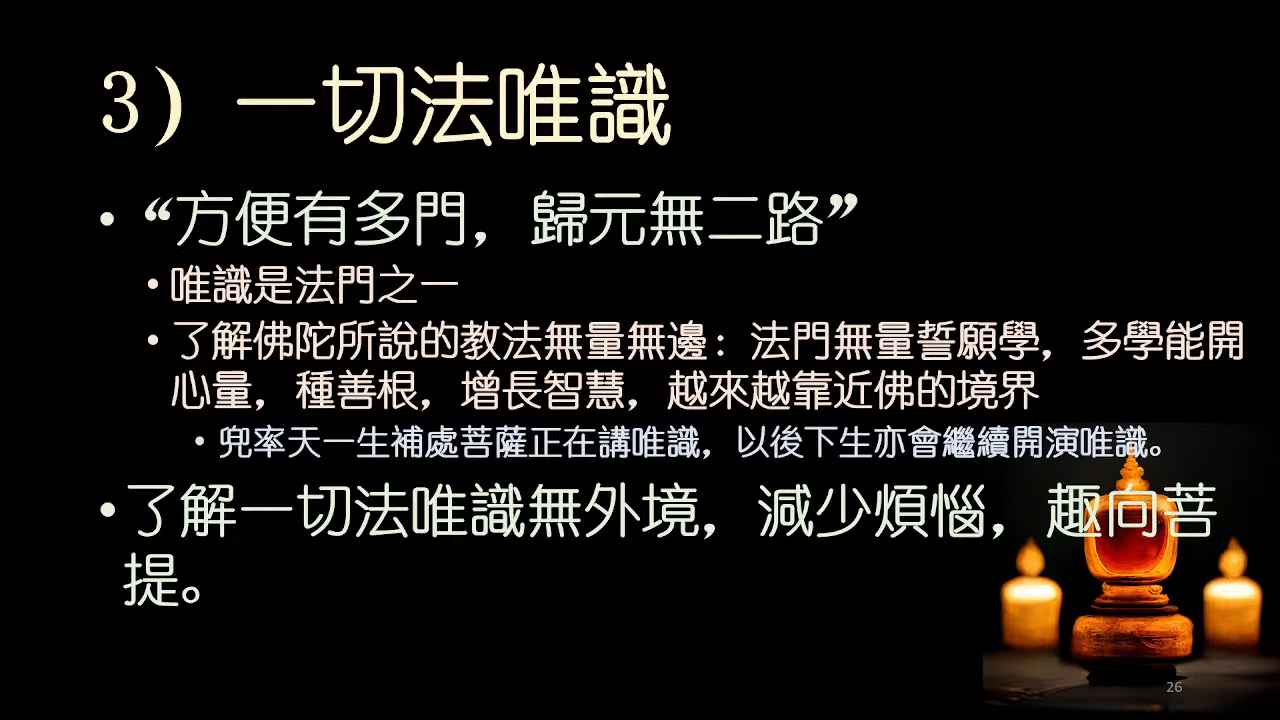 3）一切法唯識
• “方便有多門，歸元無二路”
• 唯識是法門之一
• 了解佛陀所說的教法無量無邊：法門無量誓願學，多學能開
心量，種善根，增長智慧，越來越靠近佛的境界
• 兜率天一生補處菩薩正在講唯識，以後下生亦會繼續開演唯識。
• 了解一切法唯識無外境，減少煩惱，趣向菩
提。
26